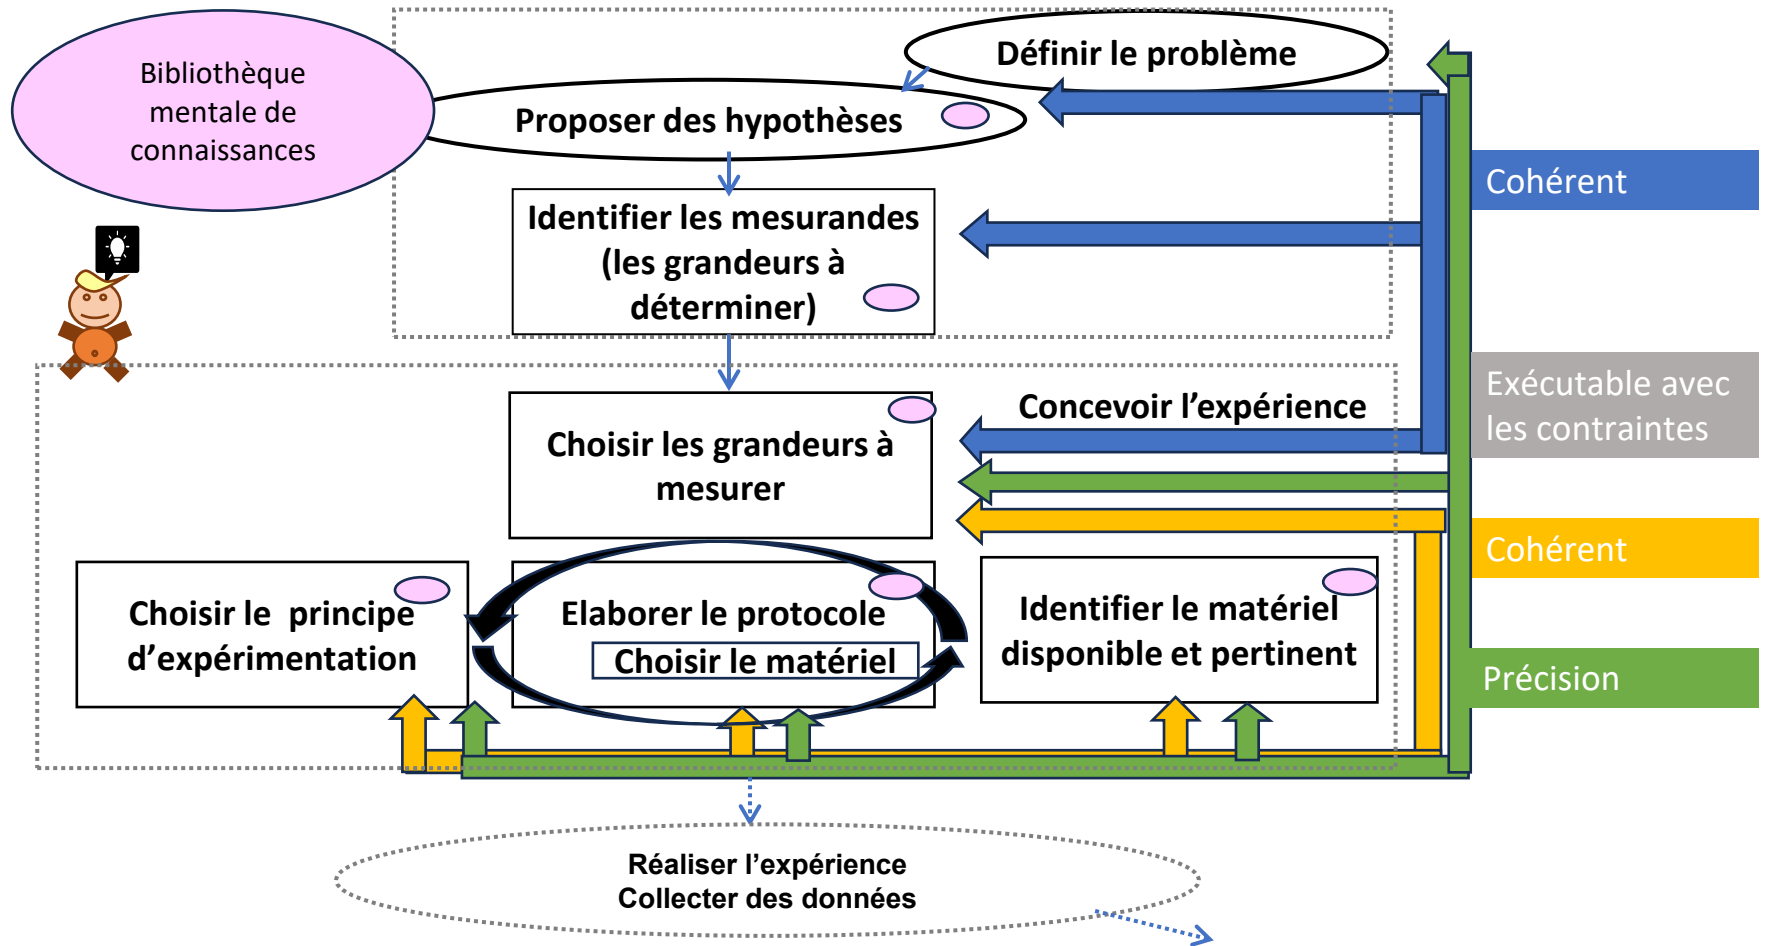 Définir le problème
Bibliothèque
mentale de
connaissances
Proposer des hypothèses
Cohérent
Identifier les mesurandes
(les grandeurs à
déterminer)
Exécutable avec
les contraintes
Concevoir l’expérience
Choisir les grandeurs à
mesurer
Cohérent
Choisir le principe
d’expérimentation
Elaborer le protocole
Choisir le matériel
Identifier le matériel
disponible et pertinent
Précision
Réaliser l’expérience
Collecter des données